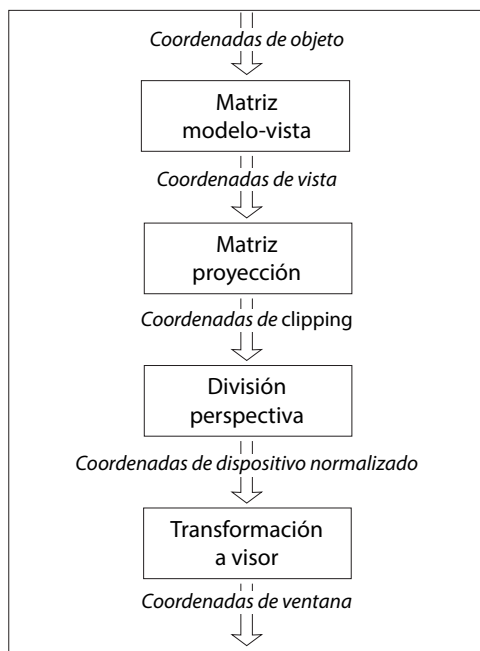 Coordenadas de objeto
Matriz
modelo-vista
Coordenadas de vista
Matriz
proyección
Coordenadas de clipping
División
perspectiva
Coordenadas de dispositivo normalizado
Transformación
a visor
Coordenadas de ventana